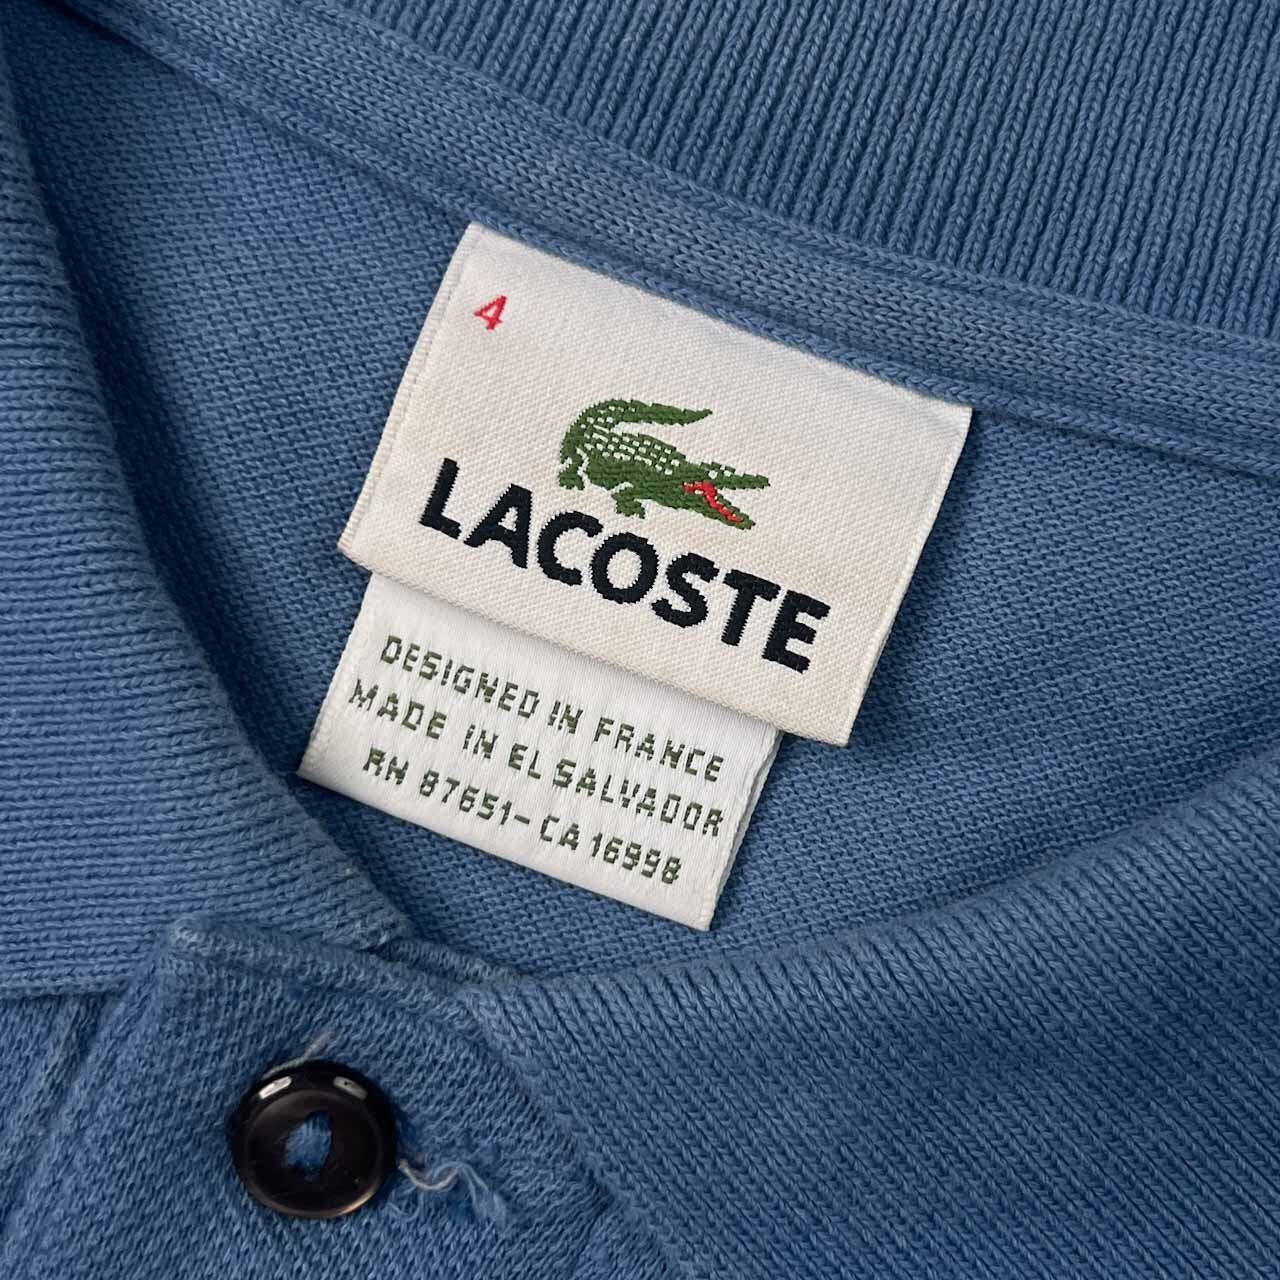 4
LACOSTE
DESIGNED IN FRANCE
MADE IN EL SALVADOR
RN 87651-CA 16998